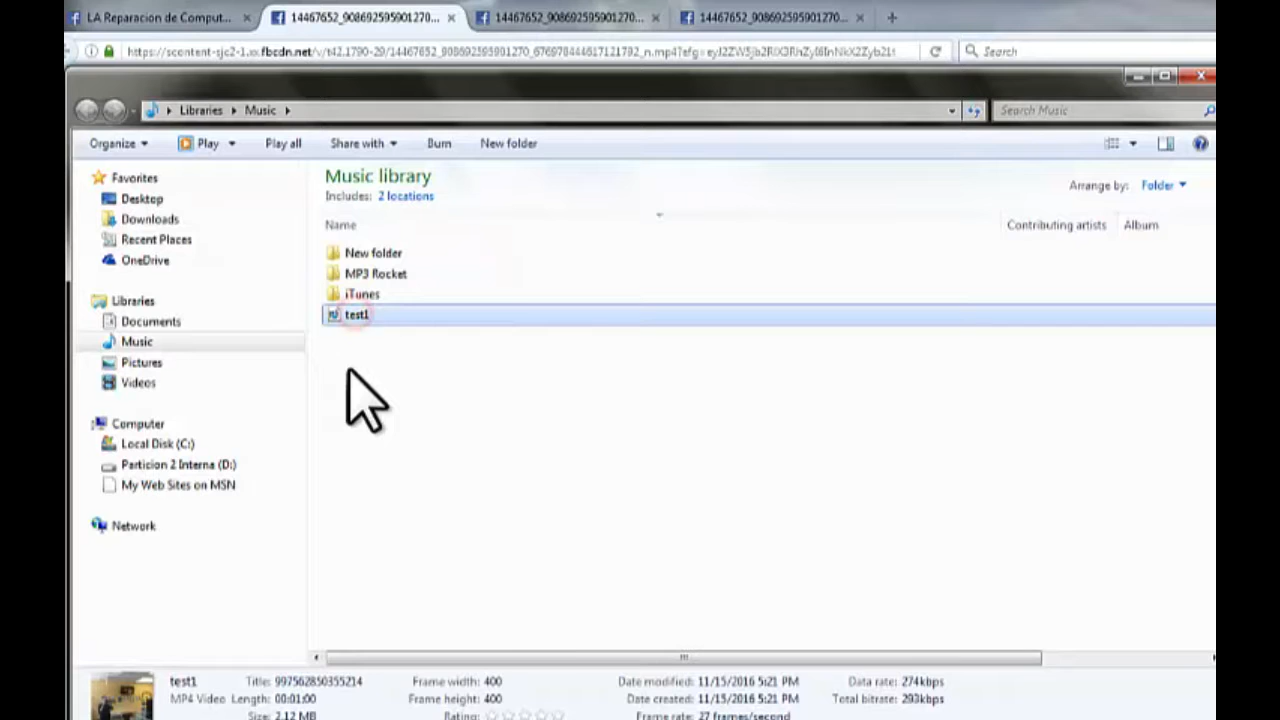 LA Reparacion de Comput... 14467652_908692595901270... 14467652_908692595901270... 14467652_908692595901270...
Search
Libraries Music Search Music
Organize Play Play all Share with Burn New folder
Favorites
Desktop
Downloads
Recent Places
OneDrive
Libraries
Documents
Music
Pictures
Videos
Computer
Local Disk (C:)
Particion 2 Interna (D:)
My Web Sites on MSN
Network
Music library
Includes: 2 locations
Arrange by: Folder
Name Contributing artists Album
New folder
MP3 Rocket
iTunes
test1
test1 Title: 997562850355214 Frame width: 400 Date modified: 11/15/2016 5:21 PM Data rate: 274kbps
MP4 Video Length: 00:01:00 Frame height: 400 Date created: 11/15/2016 5:21 PM Total bitrate: 293kbps
Size: 2.12 MB Rating: Frame rate: 27 frames/second